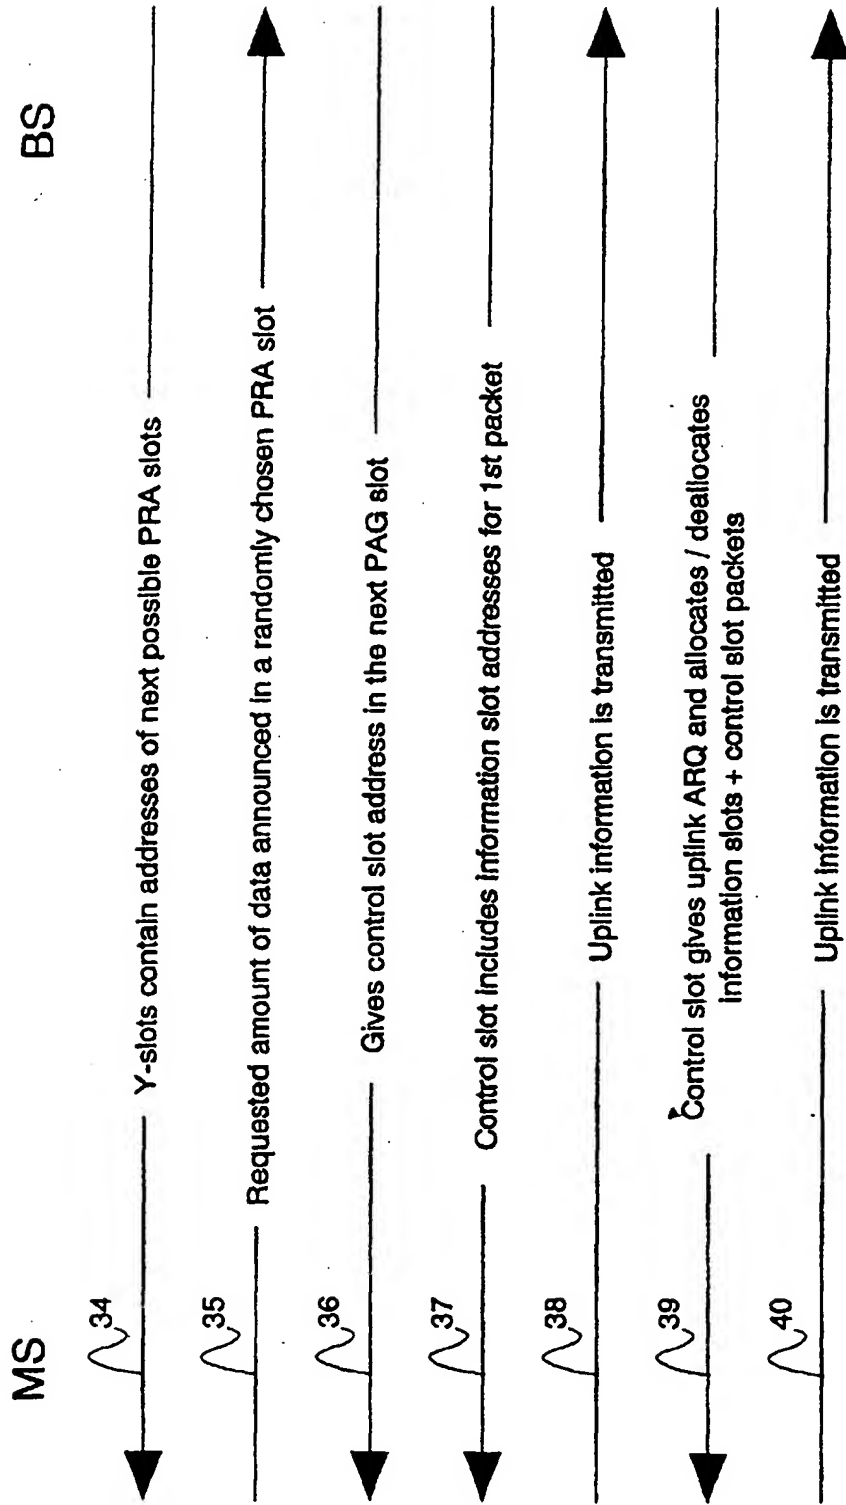 MS BS
34
Y-slots contain addresses of next possible PRA slots
35
Requested amount of data announced in a randomly chosen PRA slot
36
Gives control slot address in the next PAG slot
37
Control slot includes information slot addresses for 1st packet
38
Uplink information is transmitted
39
Control slot gives uplink ARQ and allocates / deallocates
information slots + control slot packets
40
Uplink information is transmitted